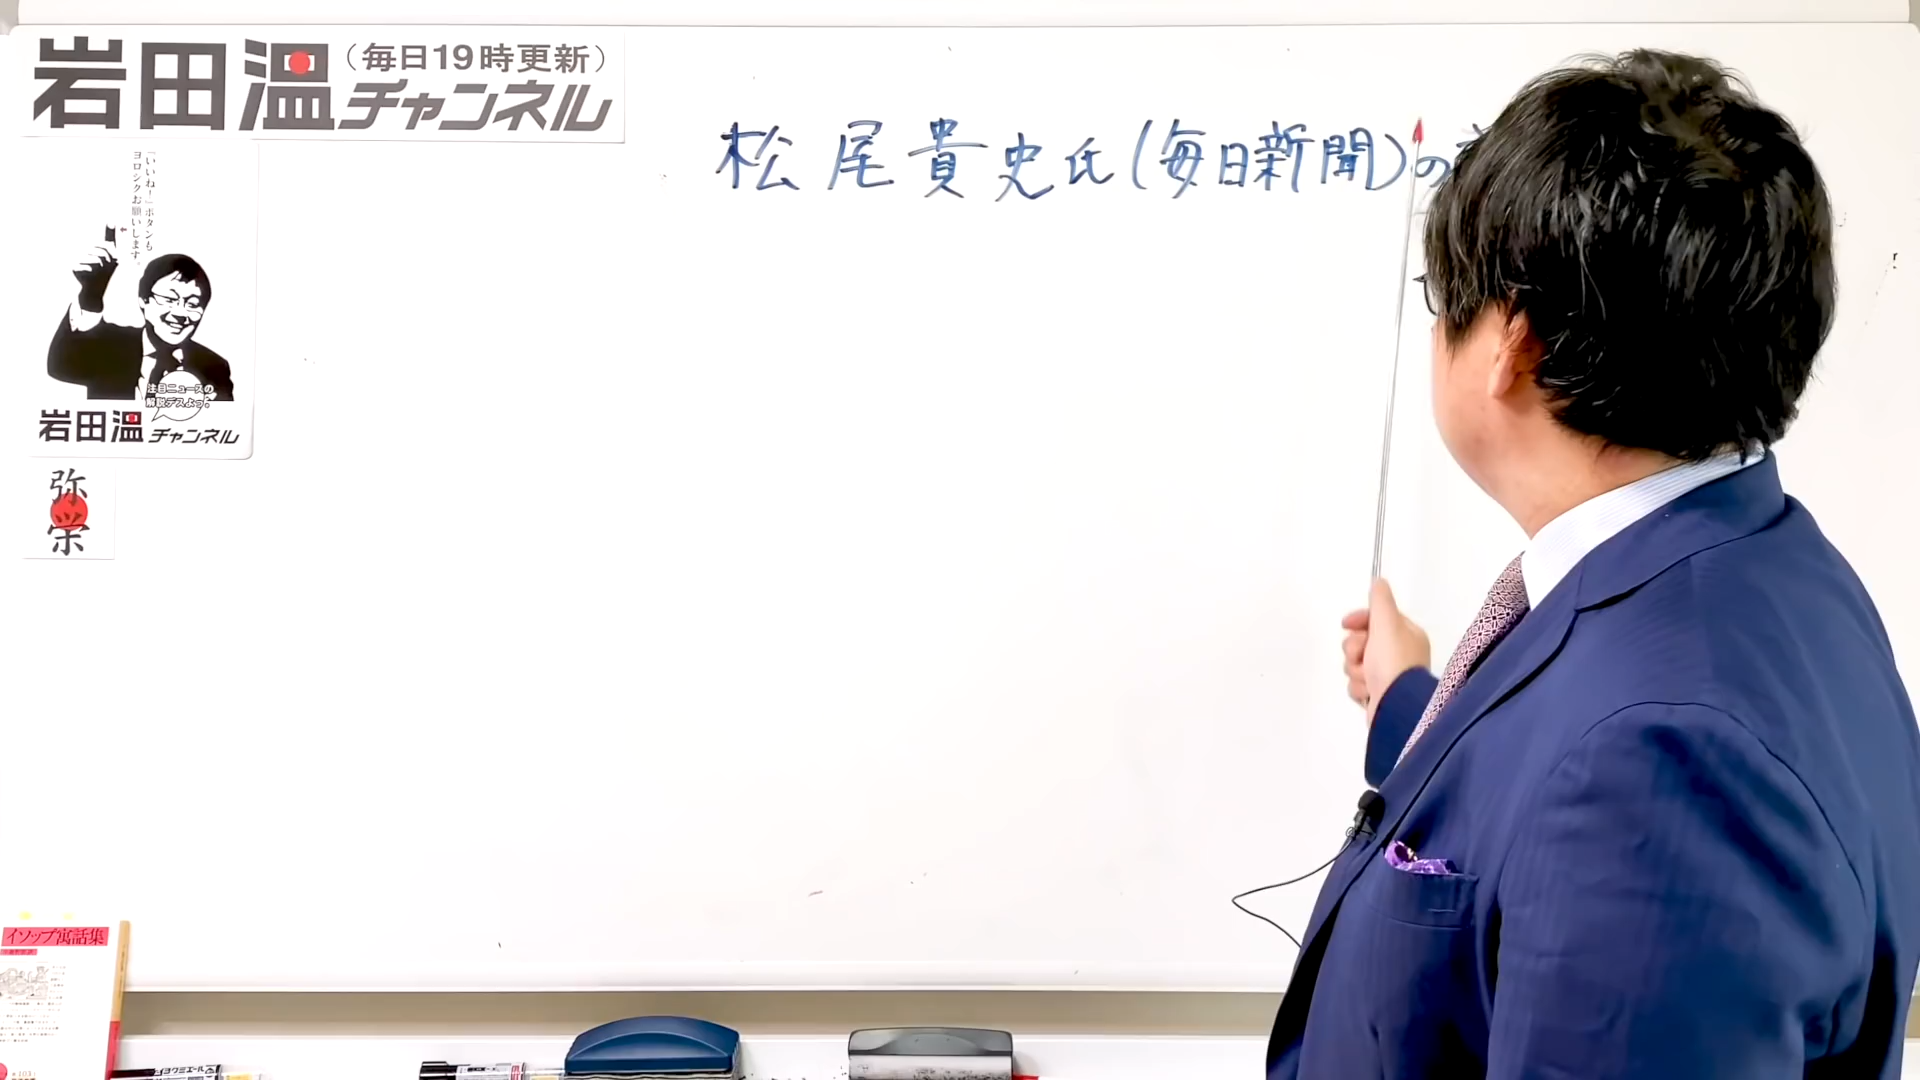 岩田温
(毎日19時更新)
チャンネル
松尾貴史氏(毎日新聞)の
「いいね!」ボタンも
ヨロシクお願いします。
注目ニュースの
解説デスよっ!
岩田温チャンネル
弥栄
イソップ寓話集